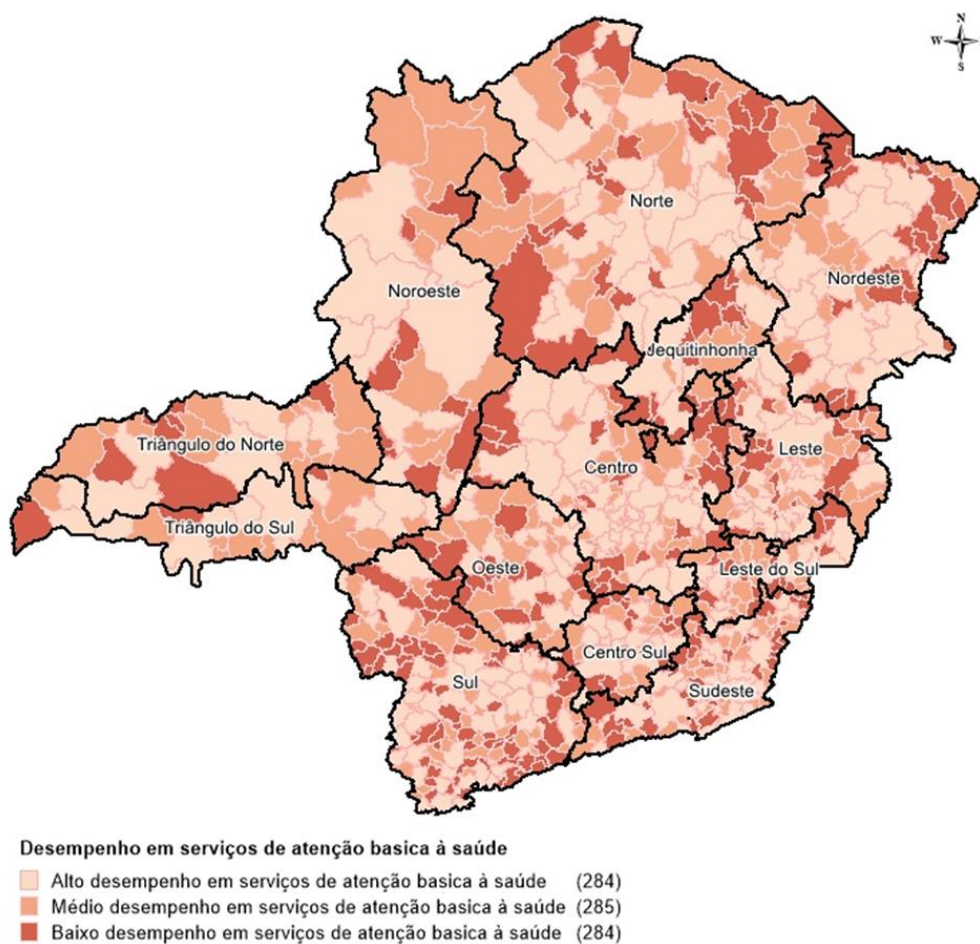 N
W E
S
Norte
Noroeste
Nordeste
Jequitinhonha
Triângulo do Norte
Leste
Centro
Triângulo do Sul
Oeste
Leste do Sul
Centro Sul
Sul
Sudeste
Desempenho em serviços de atenção basica à saúde
Alto desempenho em serviços de atenção basica à saúde (284)
Médio desempenho em serviços de atenção basica à saúde (285)
Baixo desempenho em serviços de atenção basica à saúde (284)